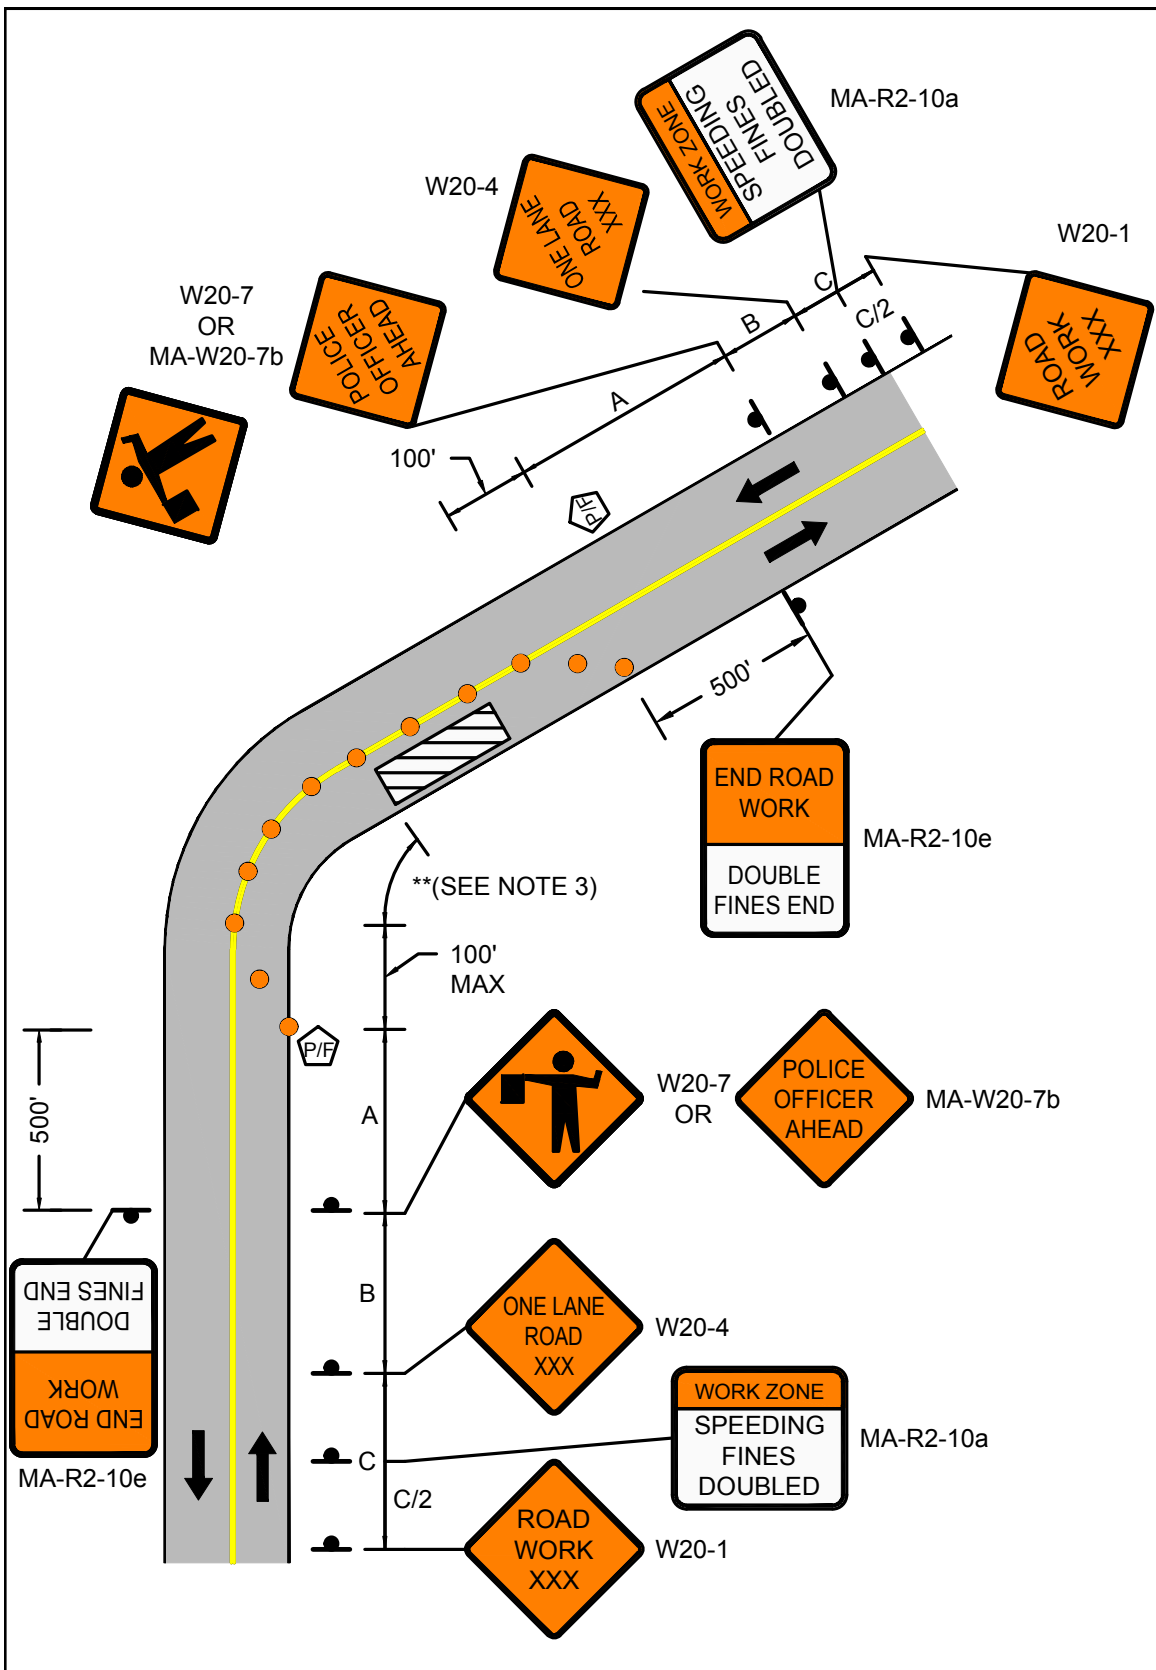 MA-R2-10a
WORK ZONE
SPEEDING
FINES
DOUBLED
W20-4
ONE LANE
ROAD
XXX
W20-1
ROAD
WORK
XXX
W20-7
OR
MA-W20-7b
POLICE
OFFICER
AHEAD
C
C/2
B
A
100'
P/F
500'
END ROAD
WORK
DOUBLE
FINES END
MA-R2-10e
**(SEE NOTE 3)
100'
MAX
P/F
500'
A
W20-7
OR
POLICE
OFFICER
AHEAD
MA-W20-7b
B
END ROAD
WORK
DOUBLE
FINES END
MA-R2-10e
ONE LANE
ROAD
XXX
W20-4
WORK ZONE
SPEEDING
FINES
DOUBLED
MA-R2-10a
C
C/2
ROAD
WORK
XXX
W20-1